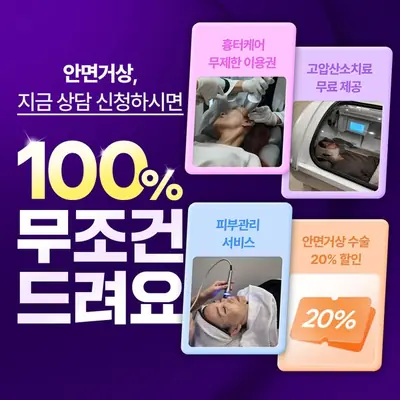 안면거상,
지금 상담 신청하시면
100%
무조건
드려요
흉터케어
무제한 이용권
고압산소치료
무료 제공
피부관리
서비스
안면거상 수술
20% 할인
20%